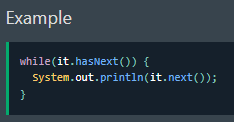 Example
while(it.hasNext()) {
  System.out.println(it.next());
}